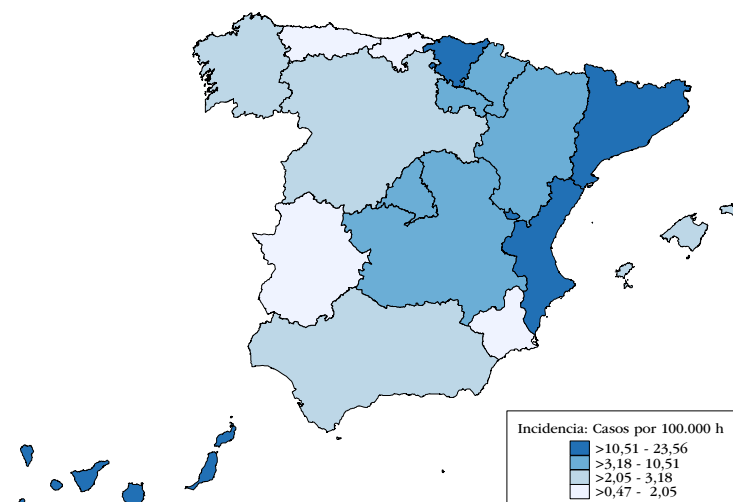 Incidencia: Casos por 100.000 h
>10,51 - 23,56
>3,18 - 10,51
>2,05 - 3,18
>0,47 - 2,05